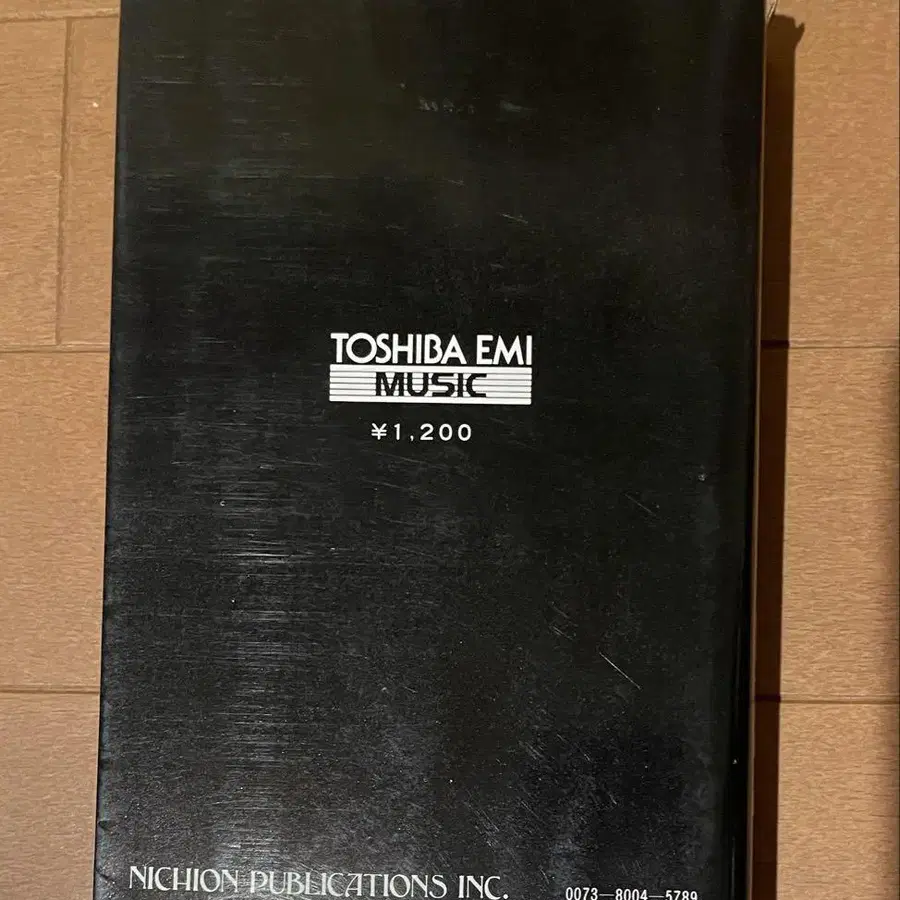 TOSHIBA EMI
MUSIC
¥1,200
NICHION PUBLICATIONS INC.
0073-8004-5789